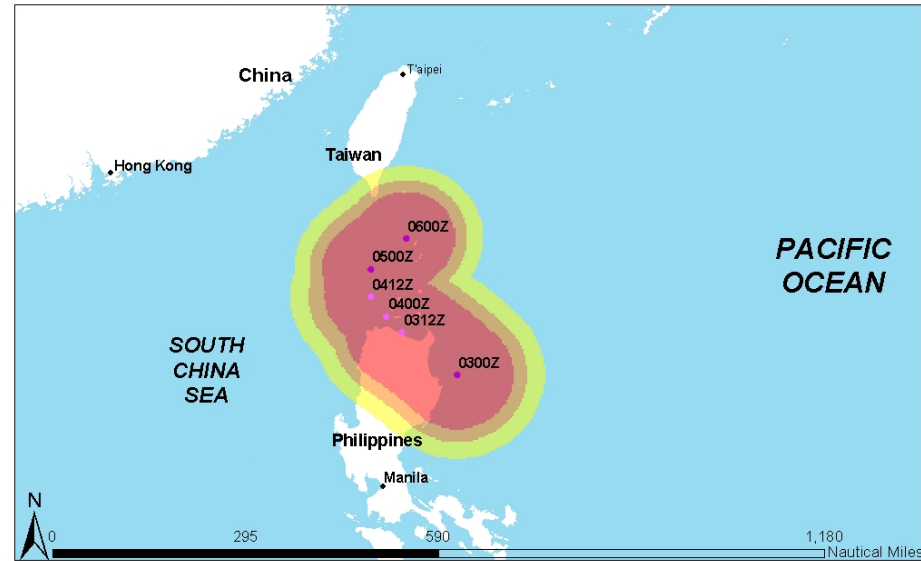 T'aipei
China
Taiwan
Hong Kong
0600Z
0500Z
0412Z
0400Z
0312Z
0300Z
PACIFIC
OCEAN
SOUTH
CHINA
SEA
Philippines
Manila
N
0 295 590 1,180
Nautical Miles